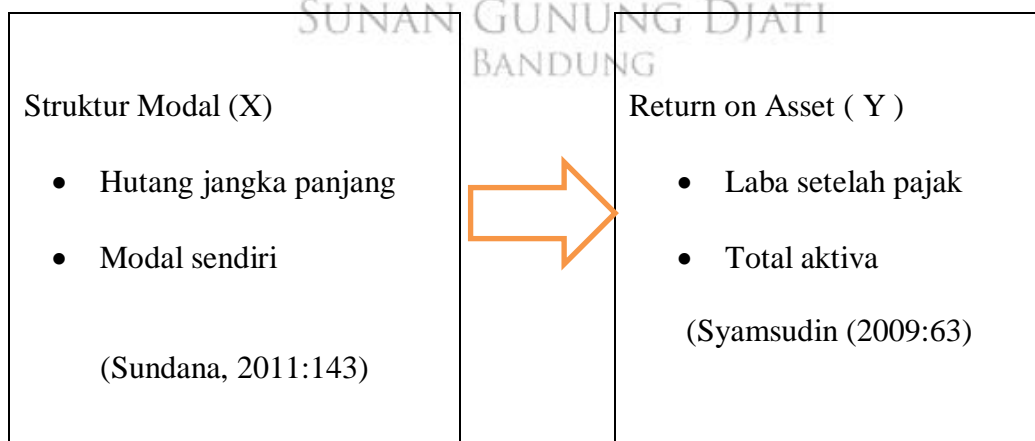 SUNAN GUNUNG DJATI
BANDUNG
Struktur Modal (X)
• Hutang jangka panjang
• Modal sendiri
(Sundana, 2011:143)
Return on Asset ( Y )
• Laba setelah pajak
• Total aktiva
(Syamsudin (2009:63)